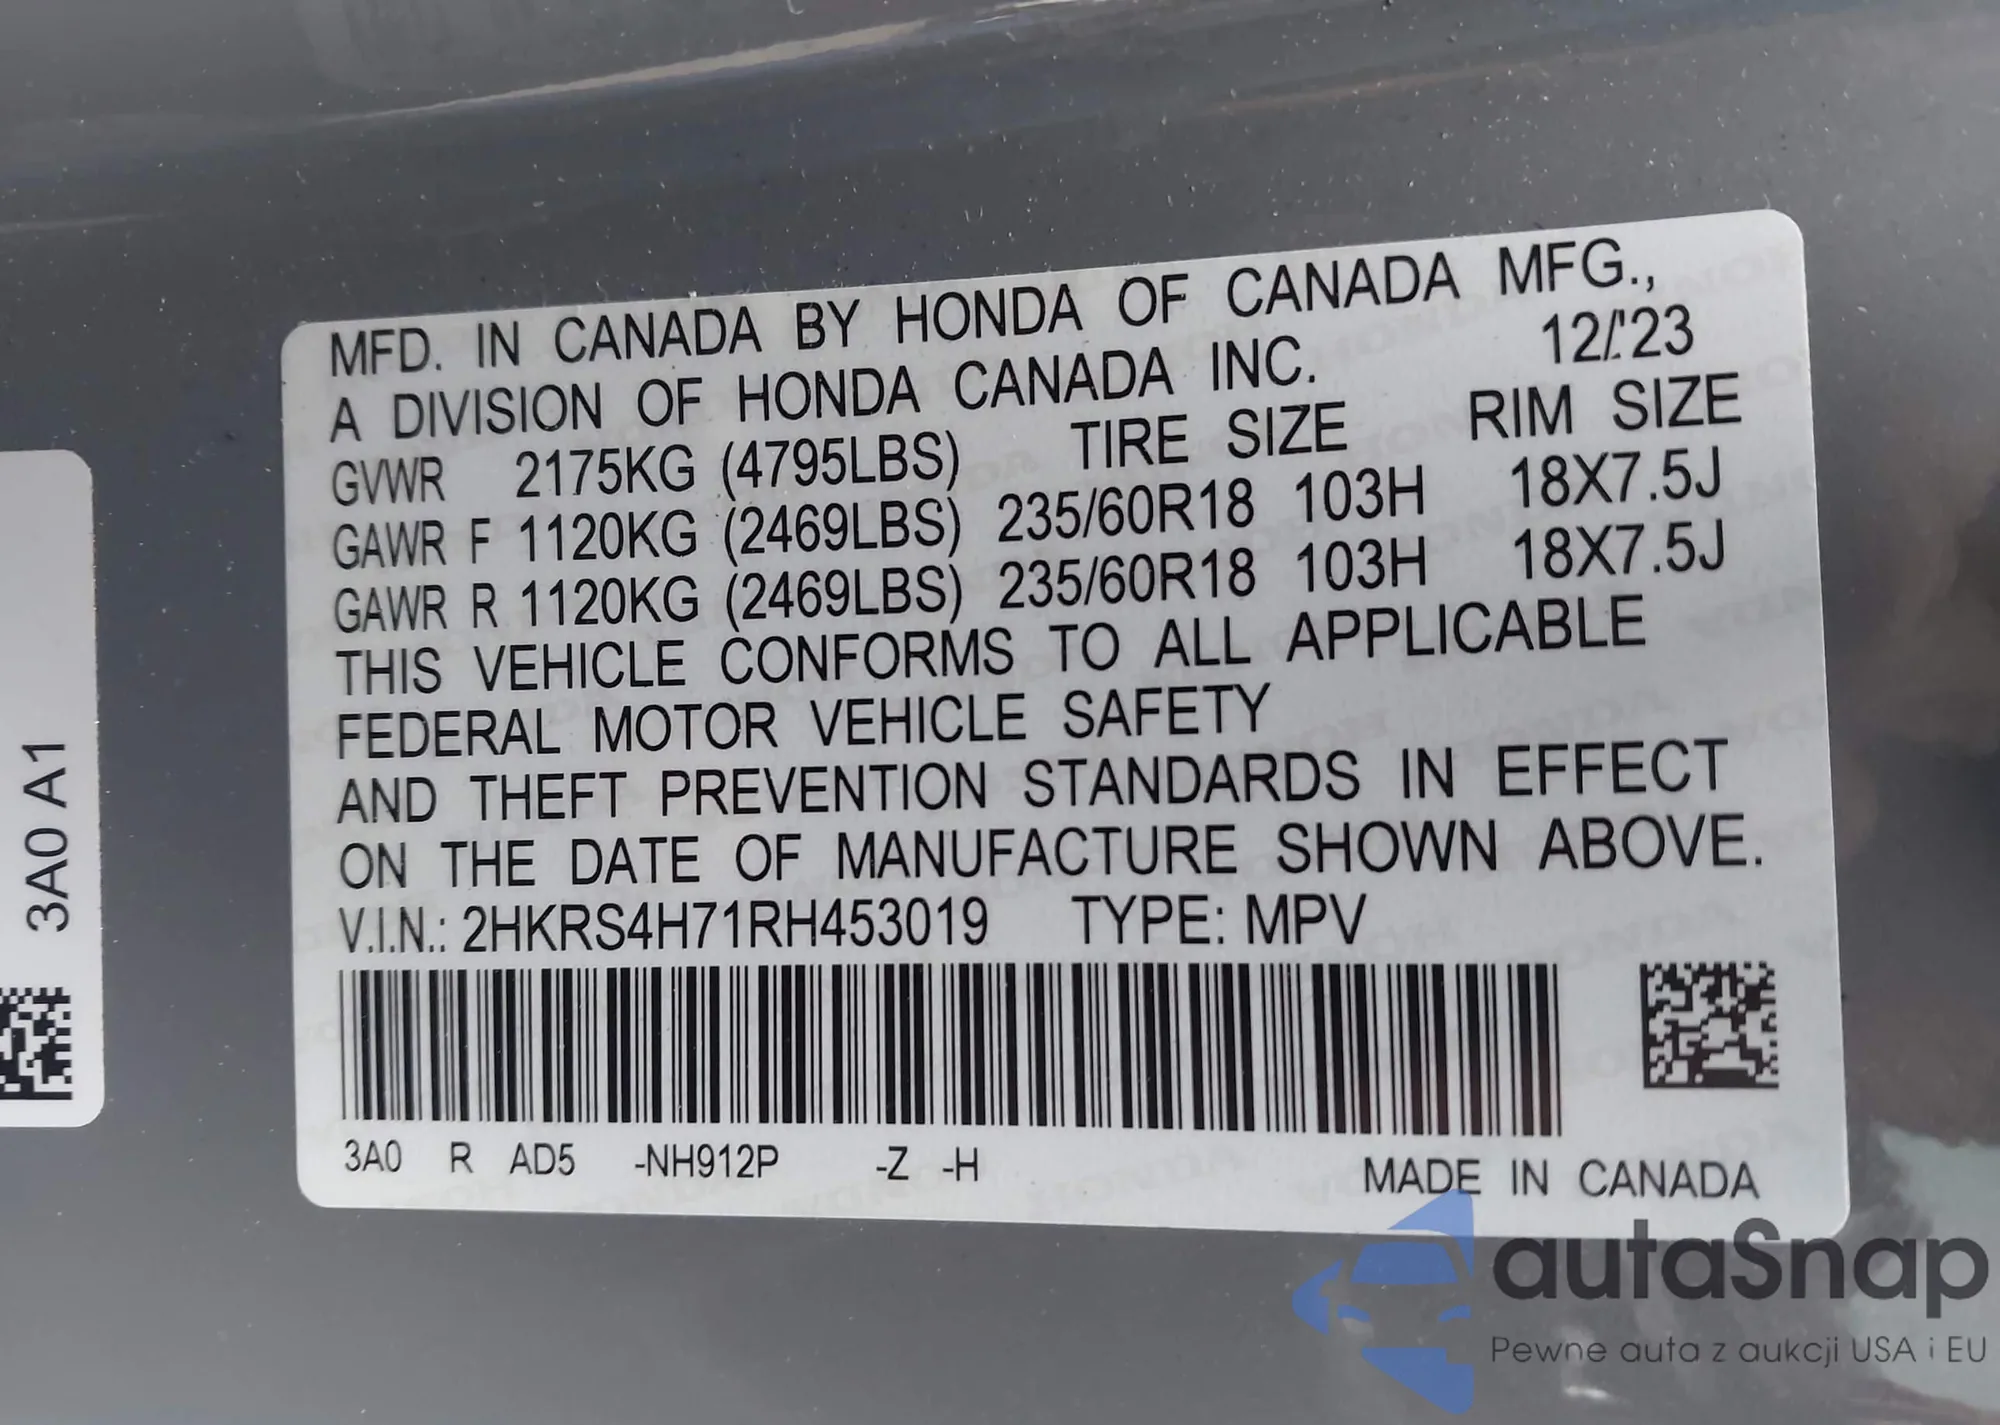 MFD. IN CANADA BY HONDA OF CANADA MFG.,
A DIVISION OF HONDA CANADA INC. 12/'23
GVWR 2175KG (4795LBS) TIRE SIZE RIM SIZE
GAWR F 1120KG (2469LBS) 235/60R18 103H 18X7.5J
GAWR R 1120KG (2469LBS) 235/60R18 103H 18X7.5J
THIS VEHICLE CONFORMS TO ALL APPLICABLE
FEDERAL MOTOR VEHICLE SAFETY
AND THEFT PREVENTION STANDARDS IN EFFECT
ON THE DATE OF MANUFACTURE SHOWN ABOVE.
V.I.N.: 2HKRS4H71RH453019 TYPE: MPV
3A0 R AD5 -NH912P -Z -H MADE IN CANADA
3A0 A1
autaSnap
Pewne auta z aukcji USA i EU